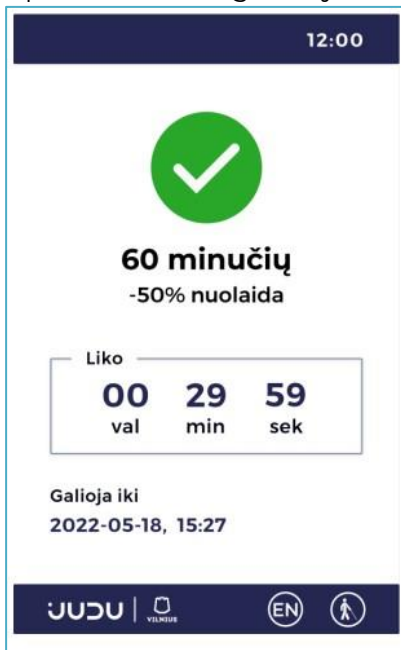 12:00
60 minučių
-50% nuolaida
Liko
00 29 59
val min sek
Galioja iki
2022-05-18, 15:27
JUDU VILNIUS EN